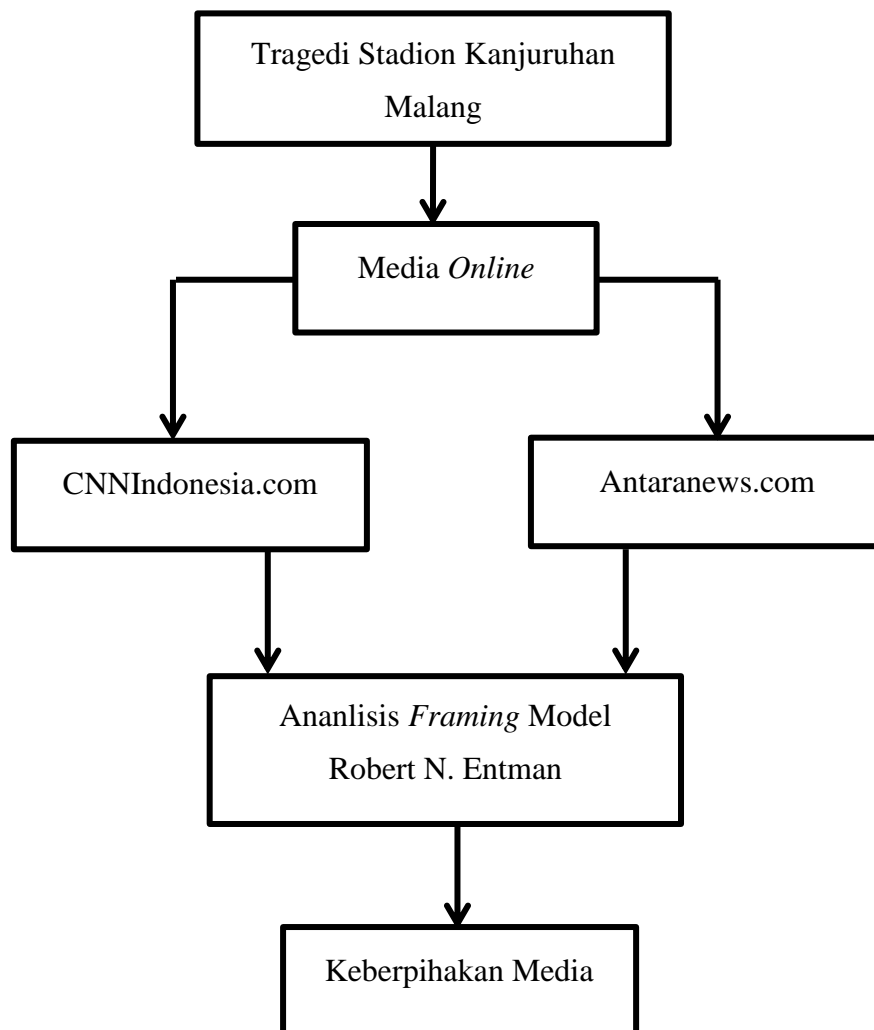 Tragedi Stadion Kanjuruhan
Malang
Media Online
CNNIndonesia.com
Antaranews.com
Ananlisis Framing Model
Robert N. Entman
Keberpihakan Media